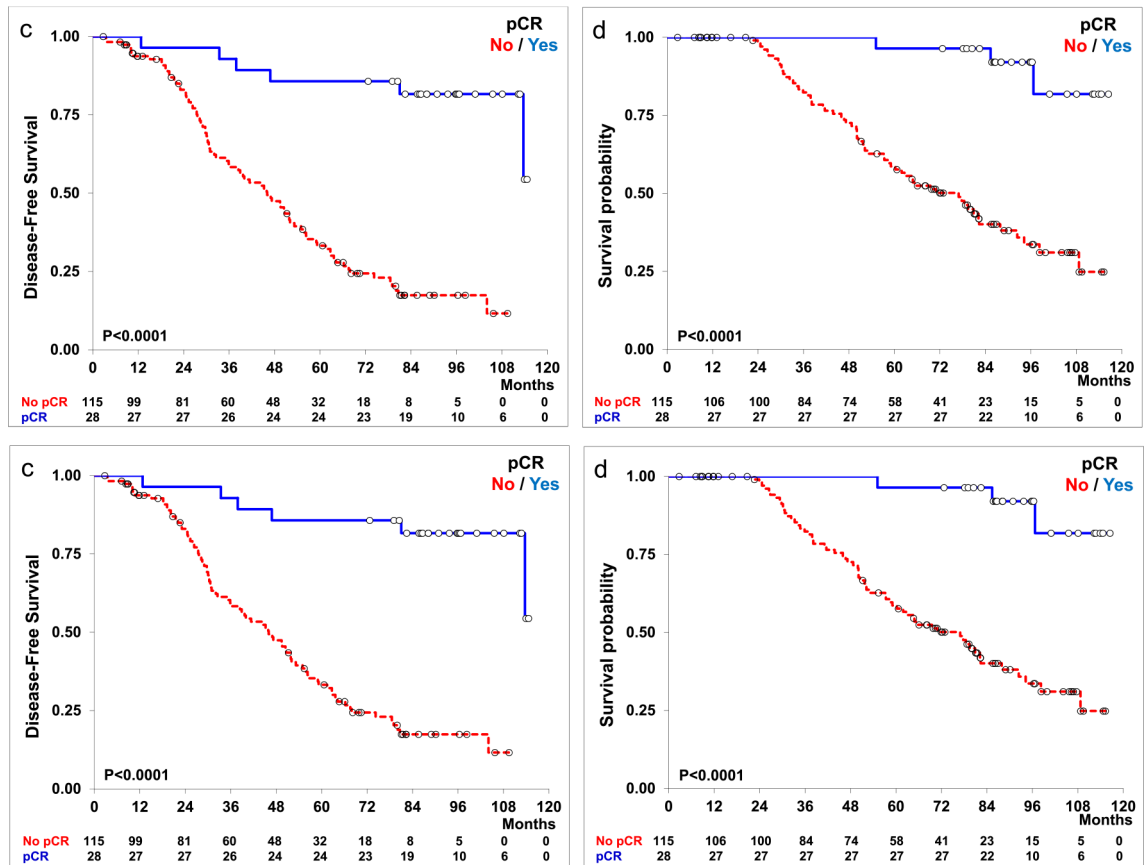 c
pCR
No / Yes
1.00
0.75
0.50
0.25
0.00
Disease-Free Survival
P<0.0001
0 12 24 36 48 60 72 84 96 108 120
Months
No pCR 115 99 81 60 48 32 18 8 5 0 0
pCR 28 27 27 26 24 24 23 19 10 6 0
d
pCR
No / Yes
1.00
0.75
0.50
0.25
0.00
Survival probability
P<0.0001
0 12 24 36 48 60 72 84 96 108 120
Months
No pCR 115 106 100 84 74 58 41 23 15 5 0
pCR 28 27 27 27 27 27 27 22 10 6 0
c
pCR
No / Yes
1.00
0.75
0.50
0.25
0.00
Disease-Free Survival
P<0.0001
0 12 24 36 48 60 72 84 96 108 120
Months
No pCR 115 99 81 60 48 32 18 8 5 0 0
pCR 28 27 27 26 24 24 23 19 10 6 0
d
pCR
No / Yes
1.00
0.75
0.50
0.25
0.00
Survival probability
P<0.0001
0 12 24 36 48 60 72 84 96 108 120
Months
No pCR 115 106 100 84 74 58 41 23 15 5 0
pCR 28 27 27 27 27 27 27 22 10 6 0